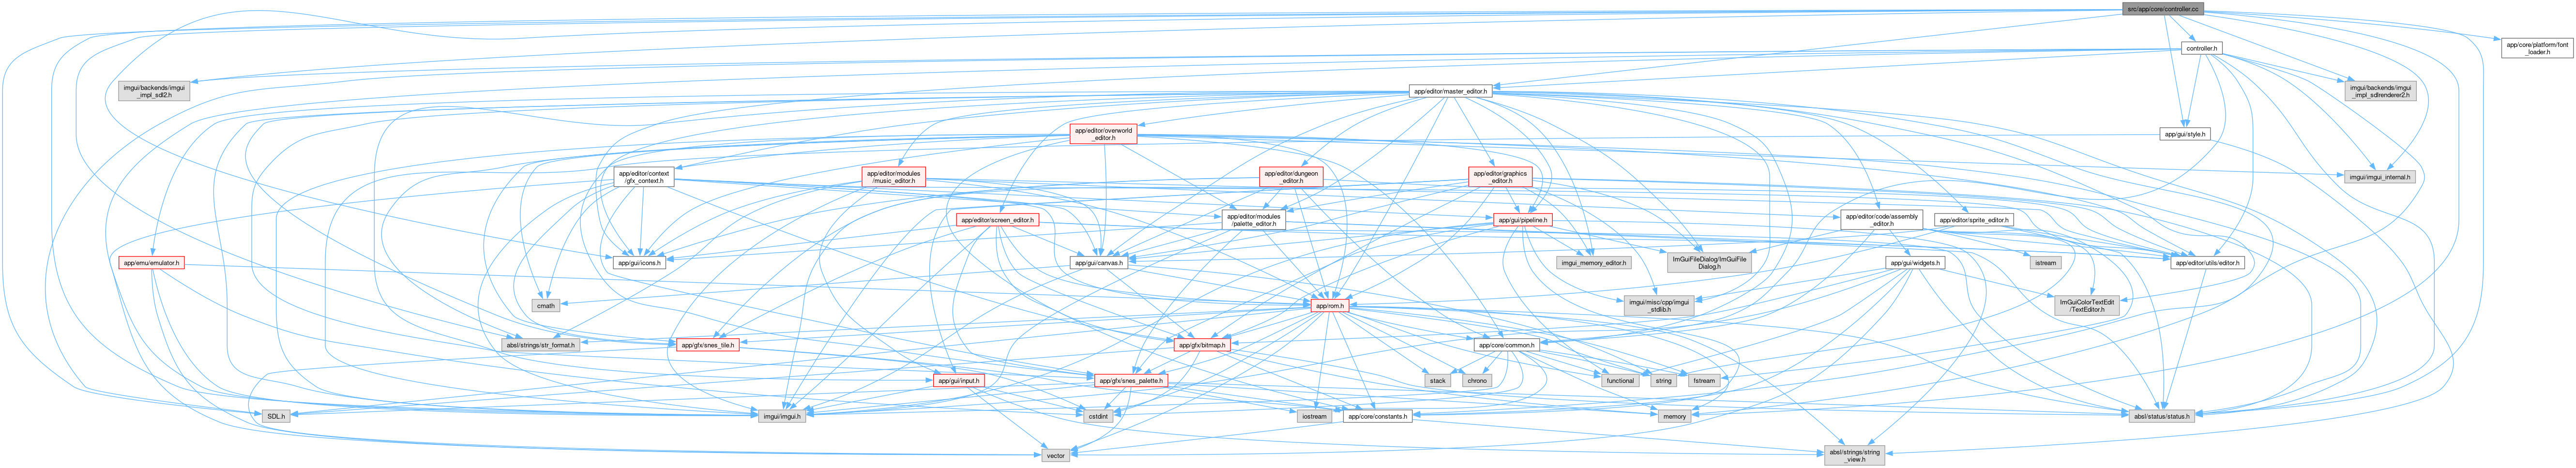 src/app/core/controller.cc
controller.h
app/core/platform/font
_loader.h
imgui/backends/imgui
_impl_sdl2.h
app/editor/master_editor.h
imgui/backends/imgui
_impl_sdlrenderer2.h
app/editor/overworld
_editor.h
app/gui/style.h
app/editor/context
/gfx_context.h
app/editor/modules
/music_editor.h
app/editor/dungeon
_editor.h
app/editor/graphics
_editor.h
imgui/imgui_internal.h
app/editor/screen_editor.h
app/editor/modules
/palette_editor.h
app/gui/pipeline.h
app/editor/code/assembly
_editor.h
app/editor/sprite_editor.h
app/emu/emulator.h
app/gui/icons.h
app/gui/canvas.h
imgui_memory_editor.h
ImGuiFileDialog/ImGuiFile
Dialog.h
app/gui/widgets.h
istream
app/editor/utils/editor.h
cmath
app/rom.h
imgui/misc/cpp/imgui
_stdlib.h
ImGuiColorTextEdit
/TextEditor.h
absl/strings/str_format.h
app/gfx/snes_tile.h
app/gfx/bitmap.h
app/core/common.h
app/gui/input.h
app/gfx/snes_palette.h
stack
chrono
functional
string
fstream
SDL.h
imgui/imgui.h
cstdint
iostream
app/core/constants.h
memory
absl/status/status.h
vector
absl/strings/string
_view.h